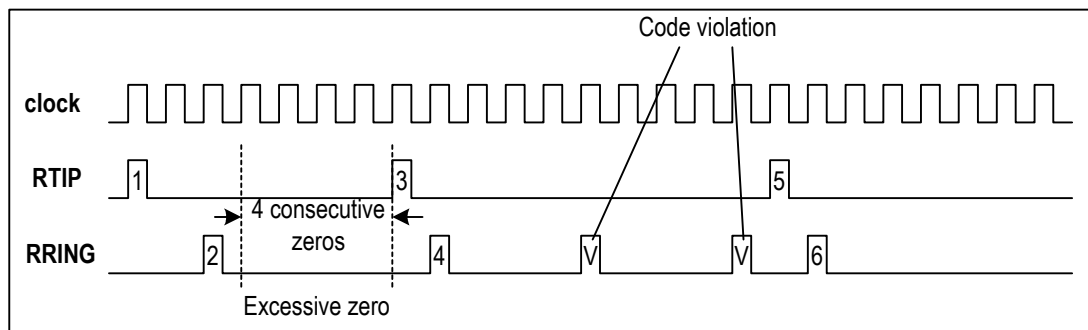 Code violation
clock
RTIP
1
3
5
4 consecutive
zeros
RRING
2
4
V
V
6
Excessive zero